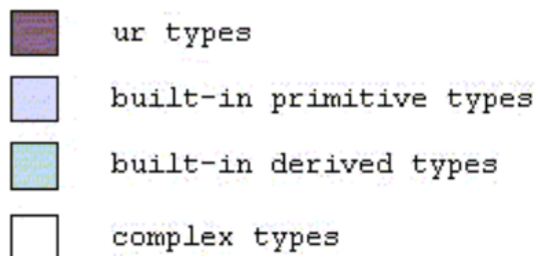 ur types
built-in primitive types
built-in derived types
complex types